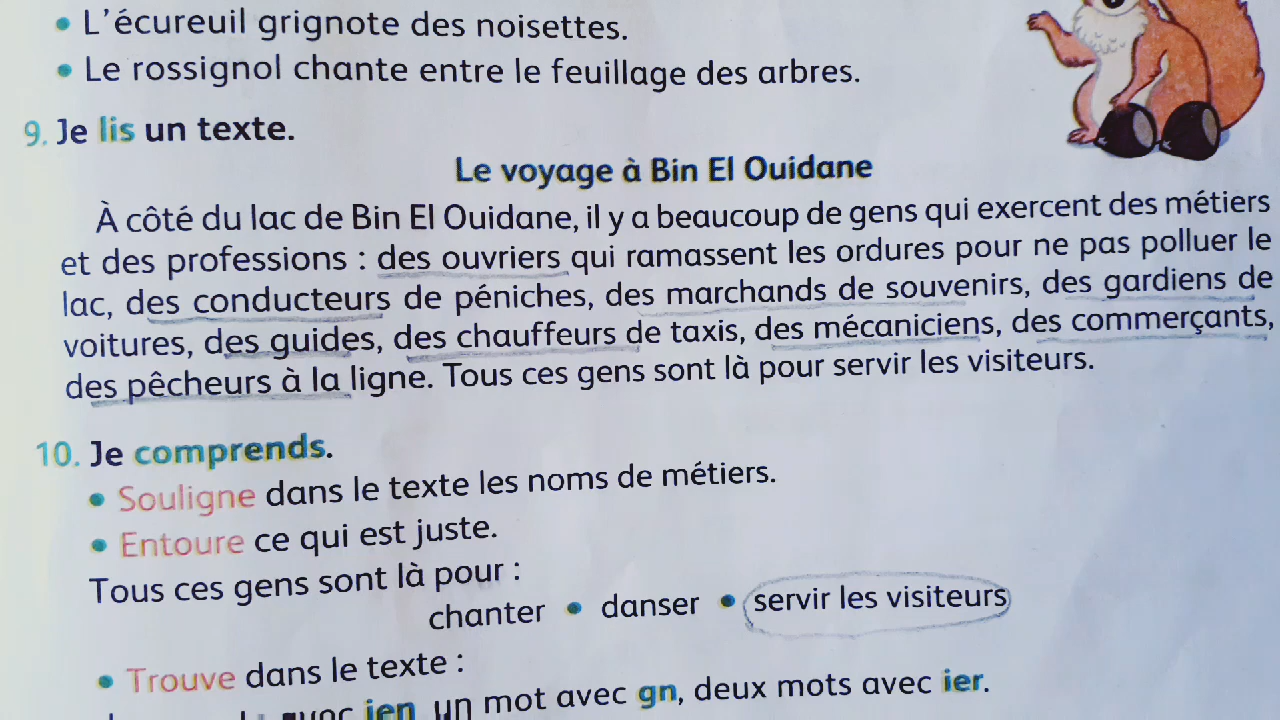 • L'écureuil grignote des noisettes.
• Le rossignol chante entre le feuillage des arbres.
9. Je lis un texte.
Le voyage à Bin El Ouidane
À côté du lac de Bin El Ouidane, il y a beaucoup de gens qui exercent des métiers
et des professions : des ouvriers qui ramassent les ordures pour ne pas polluer le
lac, des conducteurs de péniches, des marchands de souvenirs, des gardiens de
voitures, des guides, des chauffeurs de taxis, des mécaniciens, des commerçants,
des pêcheurs à la ligne. Tous ces gens sont là pour servir les visiteurs.
10. Je comprends.
• Souligne dans le texte les noms de métiers.
• Entoure ce qui est juste.
Tous ces gens sont là pour :
chanter • danser • servir les visiteurs
• Trouve dans le texte :
avec ien, un mot avec gn, deux mots avec ier.